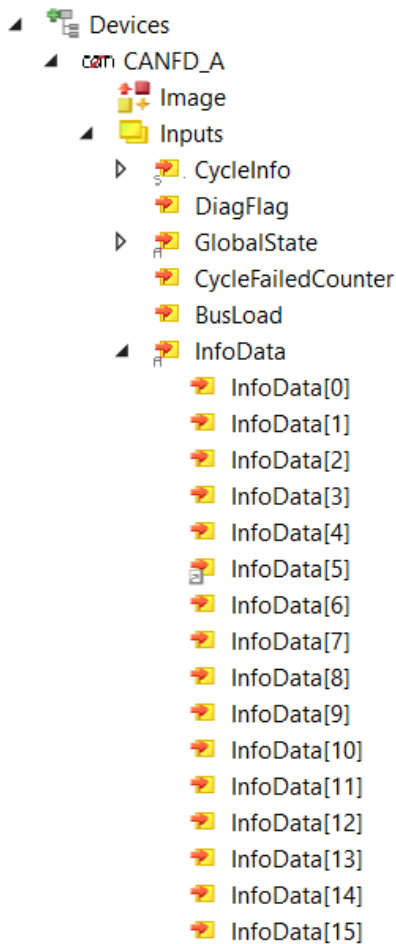 Devices
CANFD_A
Image
Inputs
CycleInfo
DiagFlag
GlobalState
CycleFailedCounter
BusLoad
InfoData
InfoData[0]
InfoData[1]
InfoData[2]
InfoData[3]
InfoData[4]
InfoData[5]
InfoData[6]
InfoData[7]
InfoData[8]
InfoData[9]
InfoData[10]
InfoData[11]
InfoData[12]
InfoData[13]
InfoData[14]
InfoData[15]